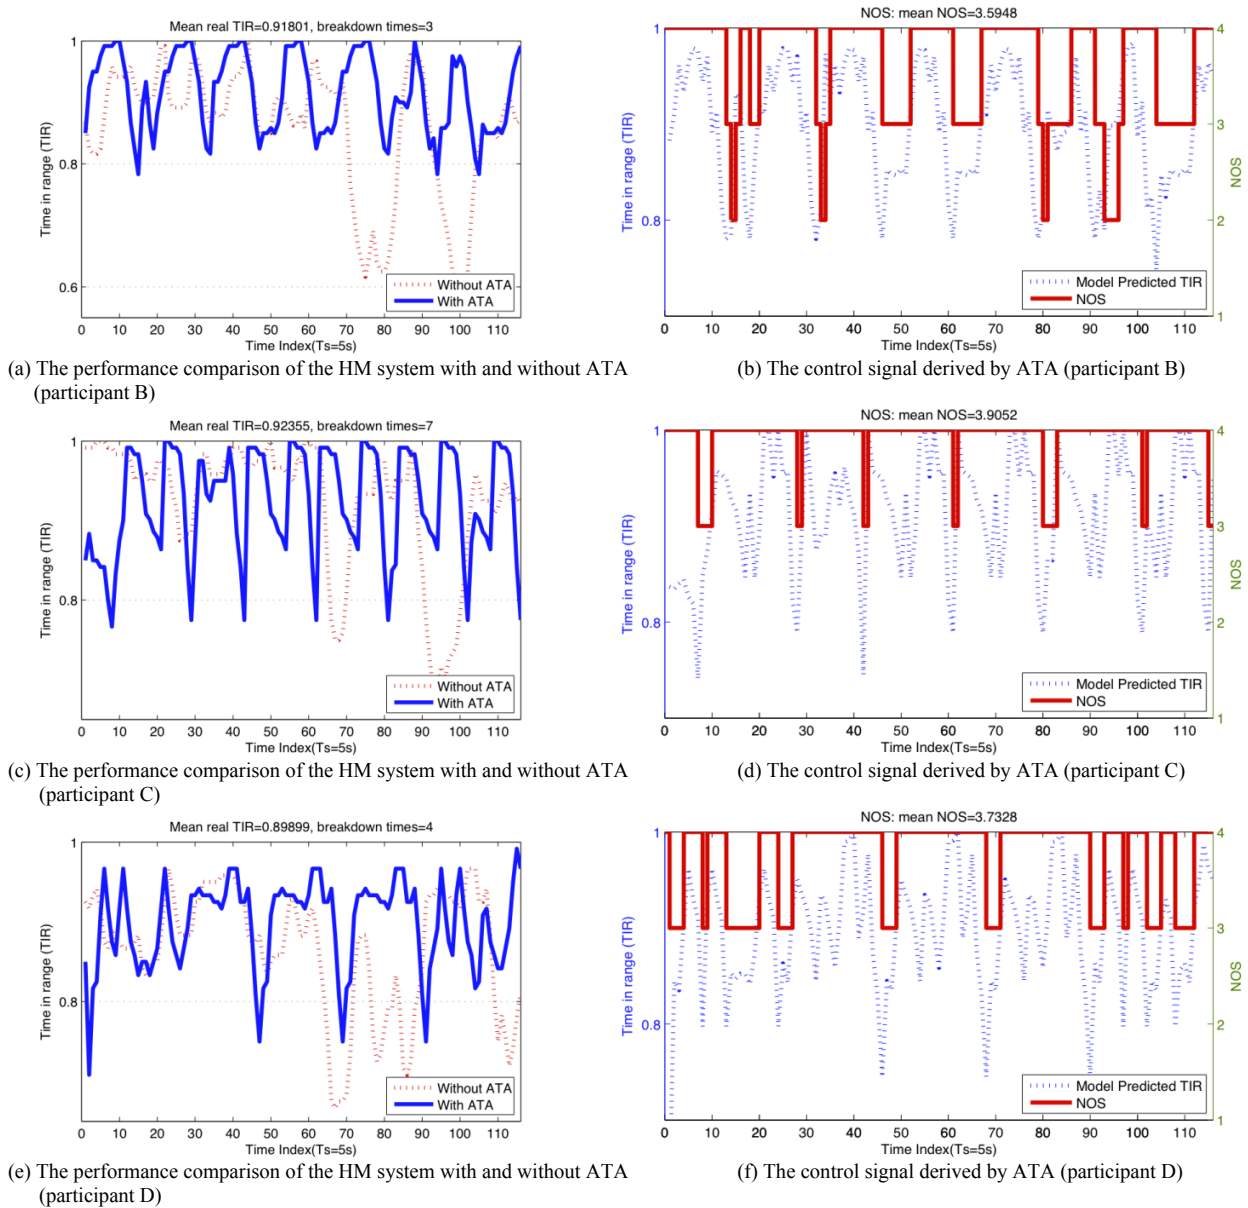 Mean real TIR=0.91801, breakdown times=3
Time in range (TIR)
1
0.8
0.6
Without ATA
With ATA
0 10 20 30 40 50 60 70 80 90 100 110
Time Index(Ts=5s)
(a) The performance comparison of the HM system with and without ATA
(participant B)
NOS: mean NOS=3.5948
Time in range (TIR)
1
0.8
4
3
2
1
NOS
Model Predicted TIR
NOS
0 10 20 30 40 50 60 70 80 90 100 110
Time Index(Ts=5s)
(b) The control signal derived by ATA (participant B)
Mean real TIR=0.92355, breakdown times=7
Time in range (TIR)
1
0.8
Without ATA
With ATA
0 10 20 30 40 50 60 70 80 90 100 110
Time Index(Ts=5s)
(c) The performance comparison of the HM system with and without ATA
(participant C)
NOS: mean NOS=3.9052
Time in range (TIR)
1
0.8
4
3
2
1
NOS
Model Predicted TIR
NOS
0 10 20 30 40 50 60 70 80 90 100 110
Time Index(Ts=5s)
(d) The control signal derived by ATA (participant C)
Mean real TIR=0.89899, breakdown times=4
Time in range (TIR)
1
0.8
Without ATA
With ATA
0 10 20 30 40 50 60 70 80 90 100 110
Time Index(Ts=5s)
(e) The performance comparison of the HM system with and without ATA
(participant D)
NOS: mean NOS=3.7328
Time in range (TIR)
1
0.8
4
3
2
1
NOS
Model Predicted TIR
NOS
0 10 20 30 40 50 60 70 80 90 100 110
Time Index(Ts=5s)
(f) The control signal derived by ATA (participant D)